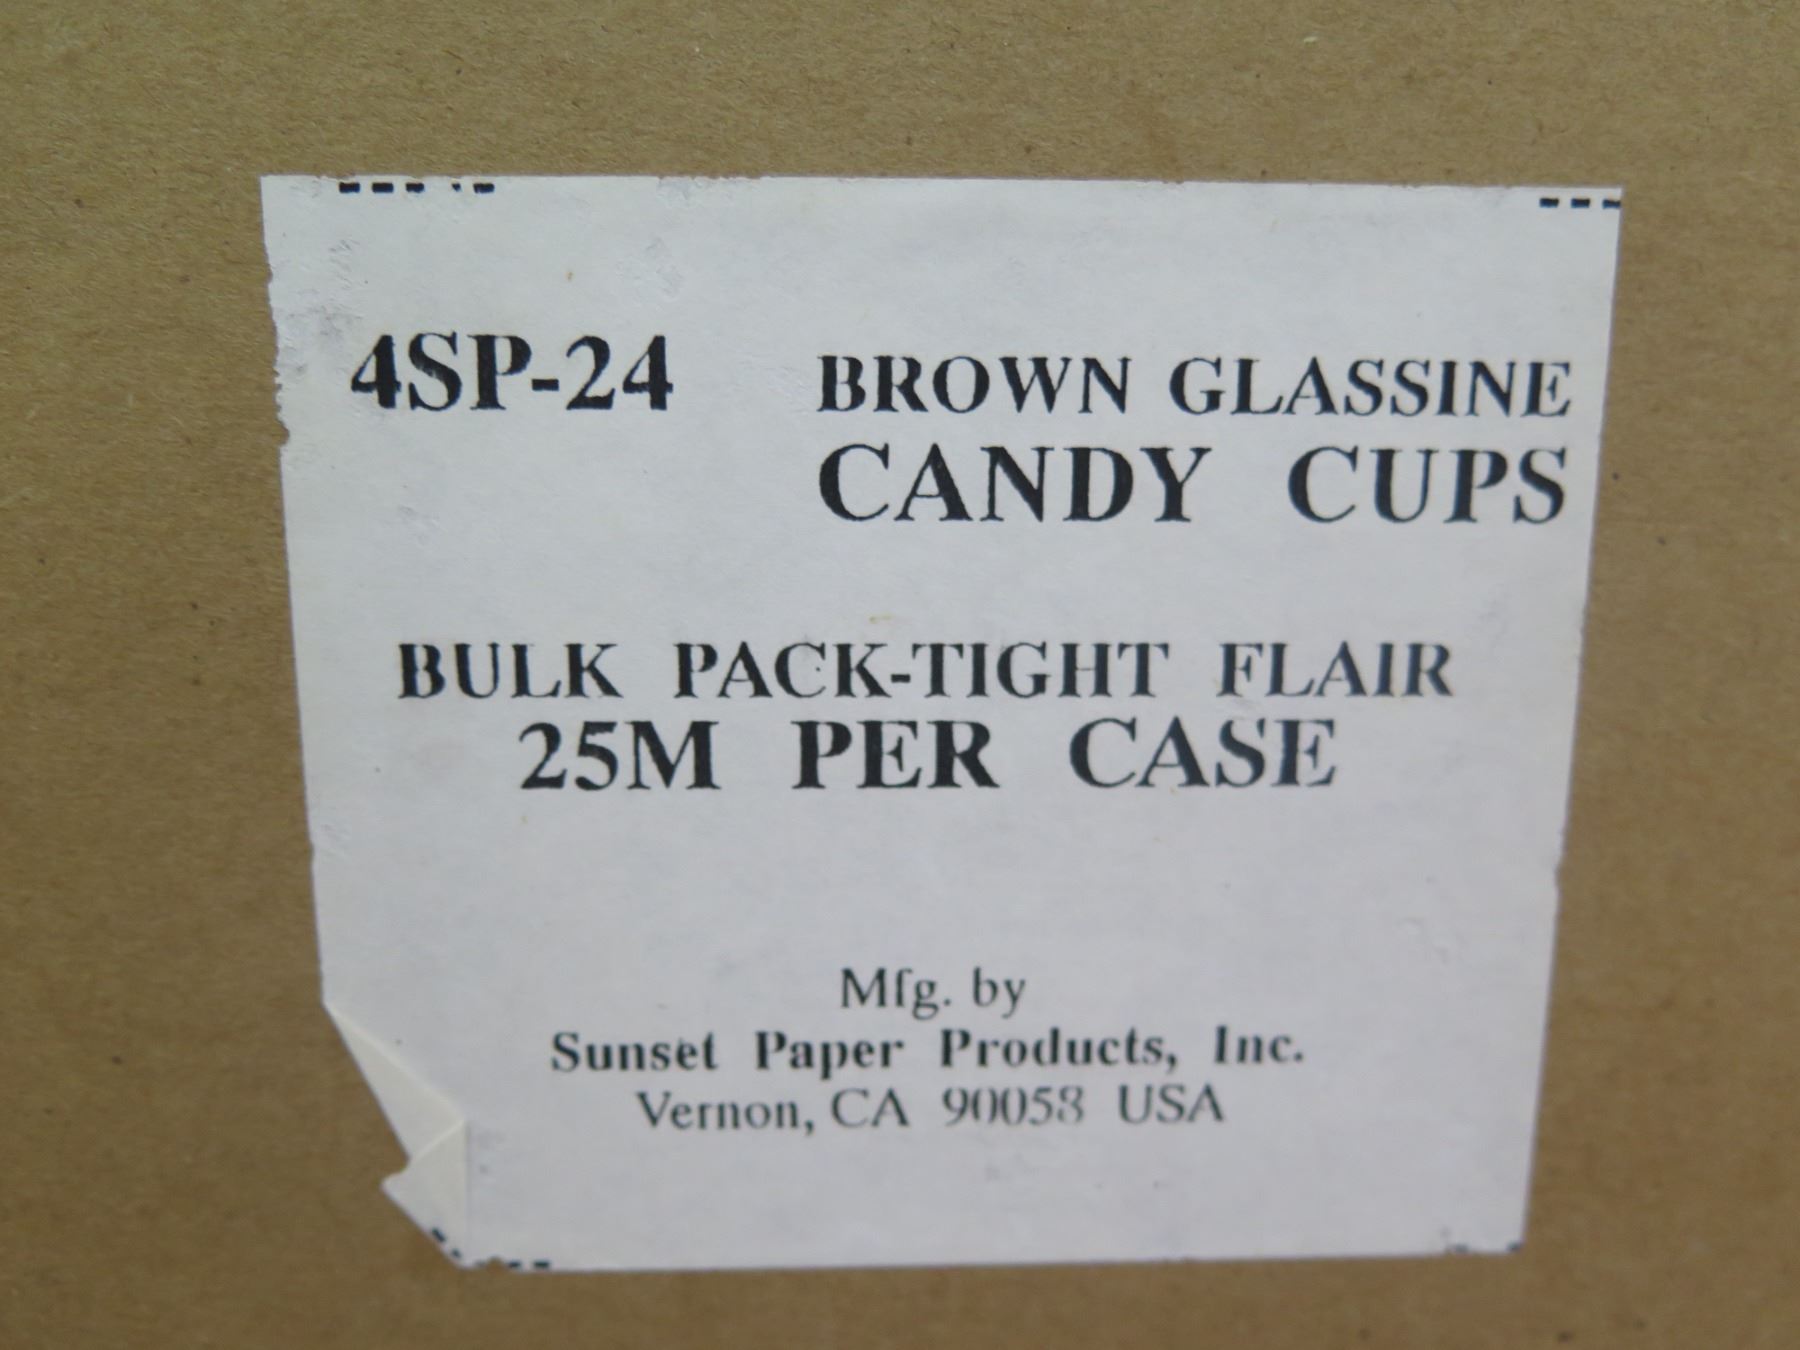 4SP-24 BROWN GLASSINE
CANDY CUPS
BULK PACK-TIGHT FLAIR
25M PER CASE
Mfg. by
Sunset Paper Products, Inc.
Vernon, CA 90058 USA